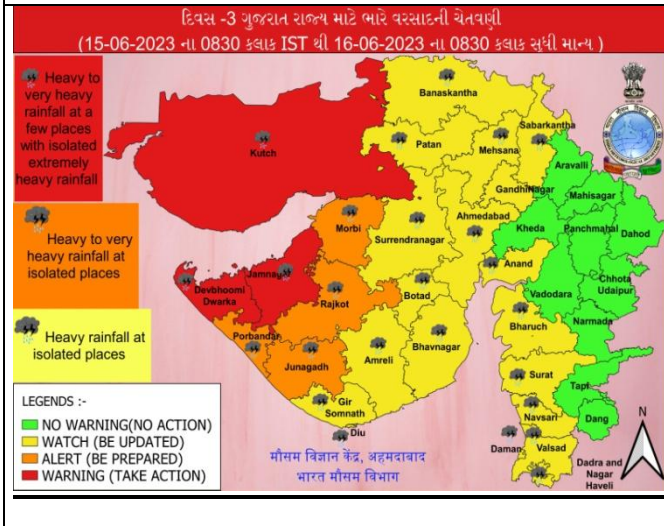 દિવસ -3 ગુજરાત રાજ્ય માટે ભારે વરસાદની ચેતવણી
(15-06-2023 ના 0830 કલાક IST થી 16-06-2023 ના 0830 કલાક સુધી માન્ય )
Heavy to
very heavy
rainfall at a
few places
with isolated
extremely
heavy rainfall
Heavy to very
heavy rainfall at
isolated places
Heavy rainfall at
isolated places
Banaskantha
Sabarkantha
Kutch
Patan
Mehsana
Aravalli
GandhiNagar
Mahisagar
Morbi
Surrendranagar
Ahmedabad
Kheda
Panchmahal
Dahod
Devbhoomi
Dwarka
Jamnagar
Rajkot
Botad
Anand
Vadodara
Chhota
Udaipur
Porbandar
Junagadh
Amreli
Bhavnagar
Bharuch
Narmada
Gir
Somnath
Diu
Surat
Tapi
Navsari
Dang
Daman
Valsad
Dadra and
Nagar
Haveli
N
LEGENDS :-
NO WARNING(NO ACTION)
WATCH (BE UPDATED)
ALERT (BE PREPARED)
WARNING (TAKE ACTION)
મૌસમ વિજ્ઞાન કેંદ્ર, અહમદાબાદ
ભારત મૌસમ વિભાગ